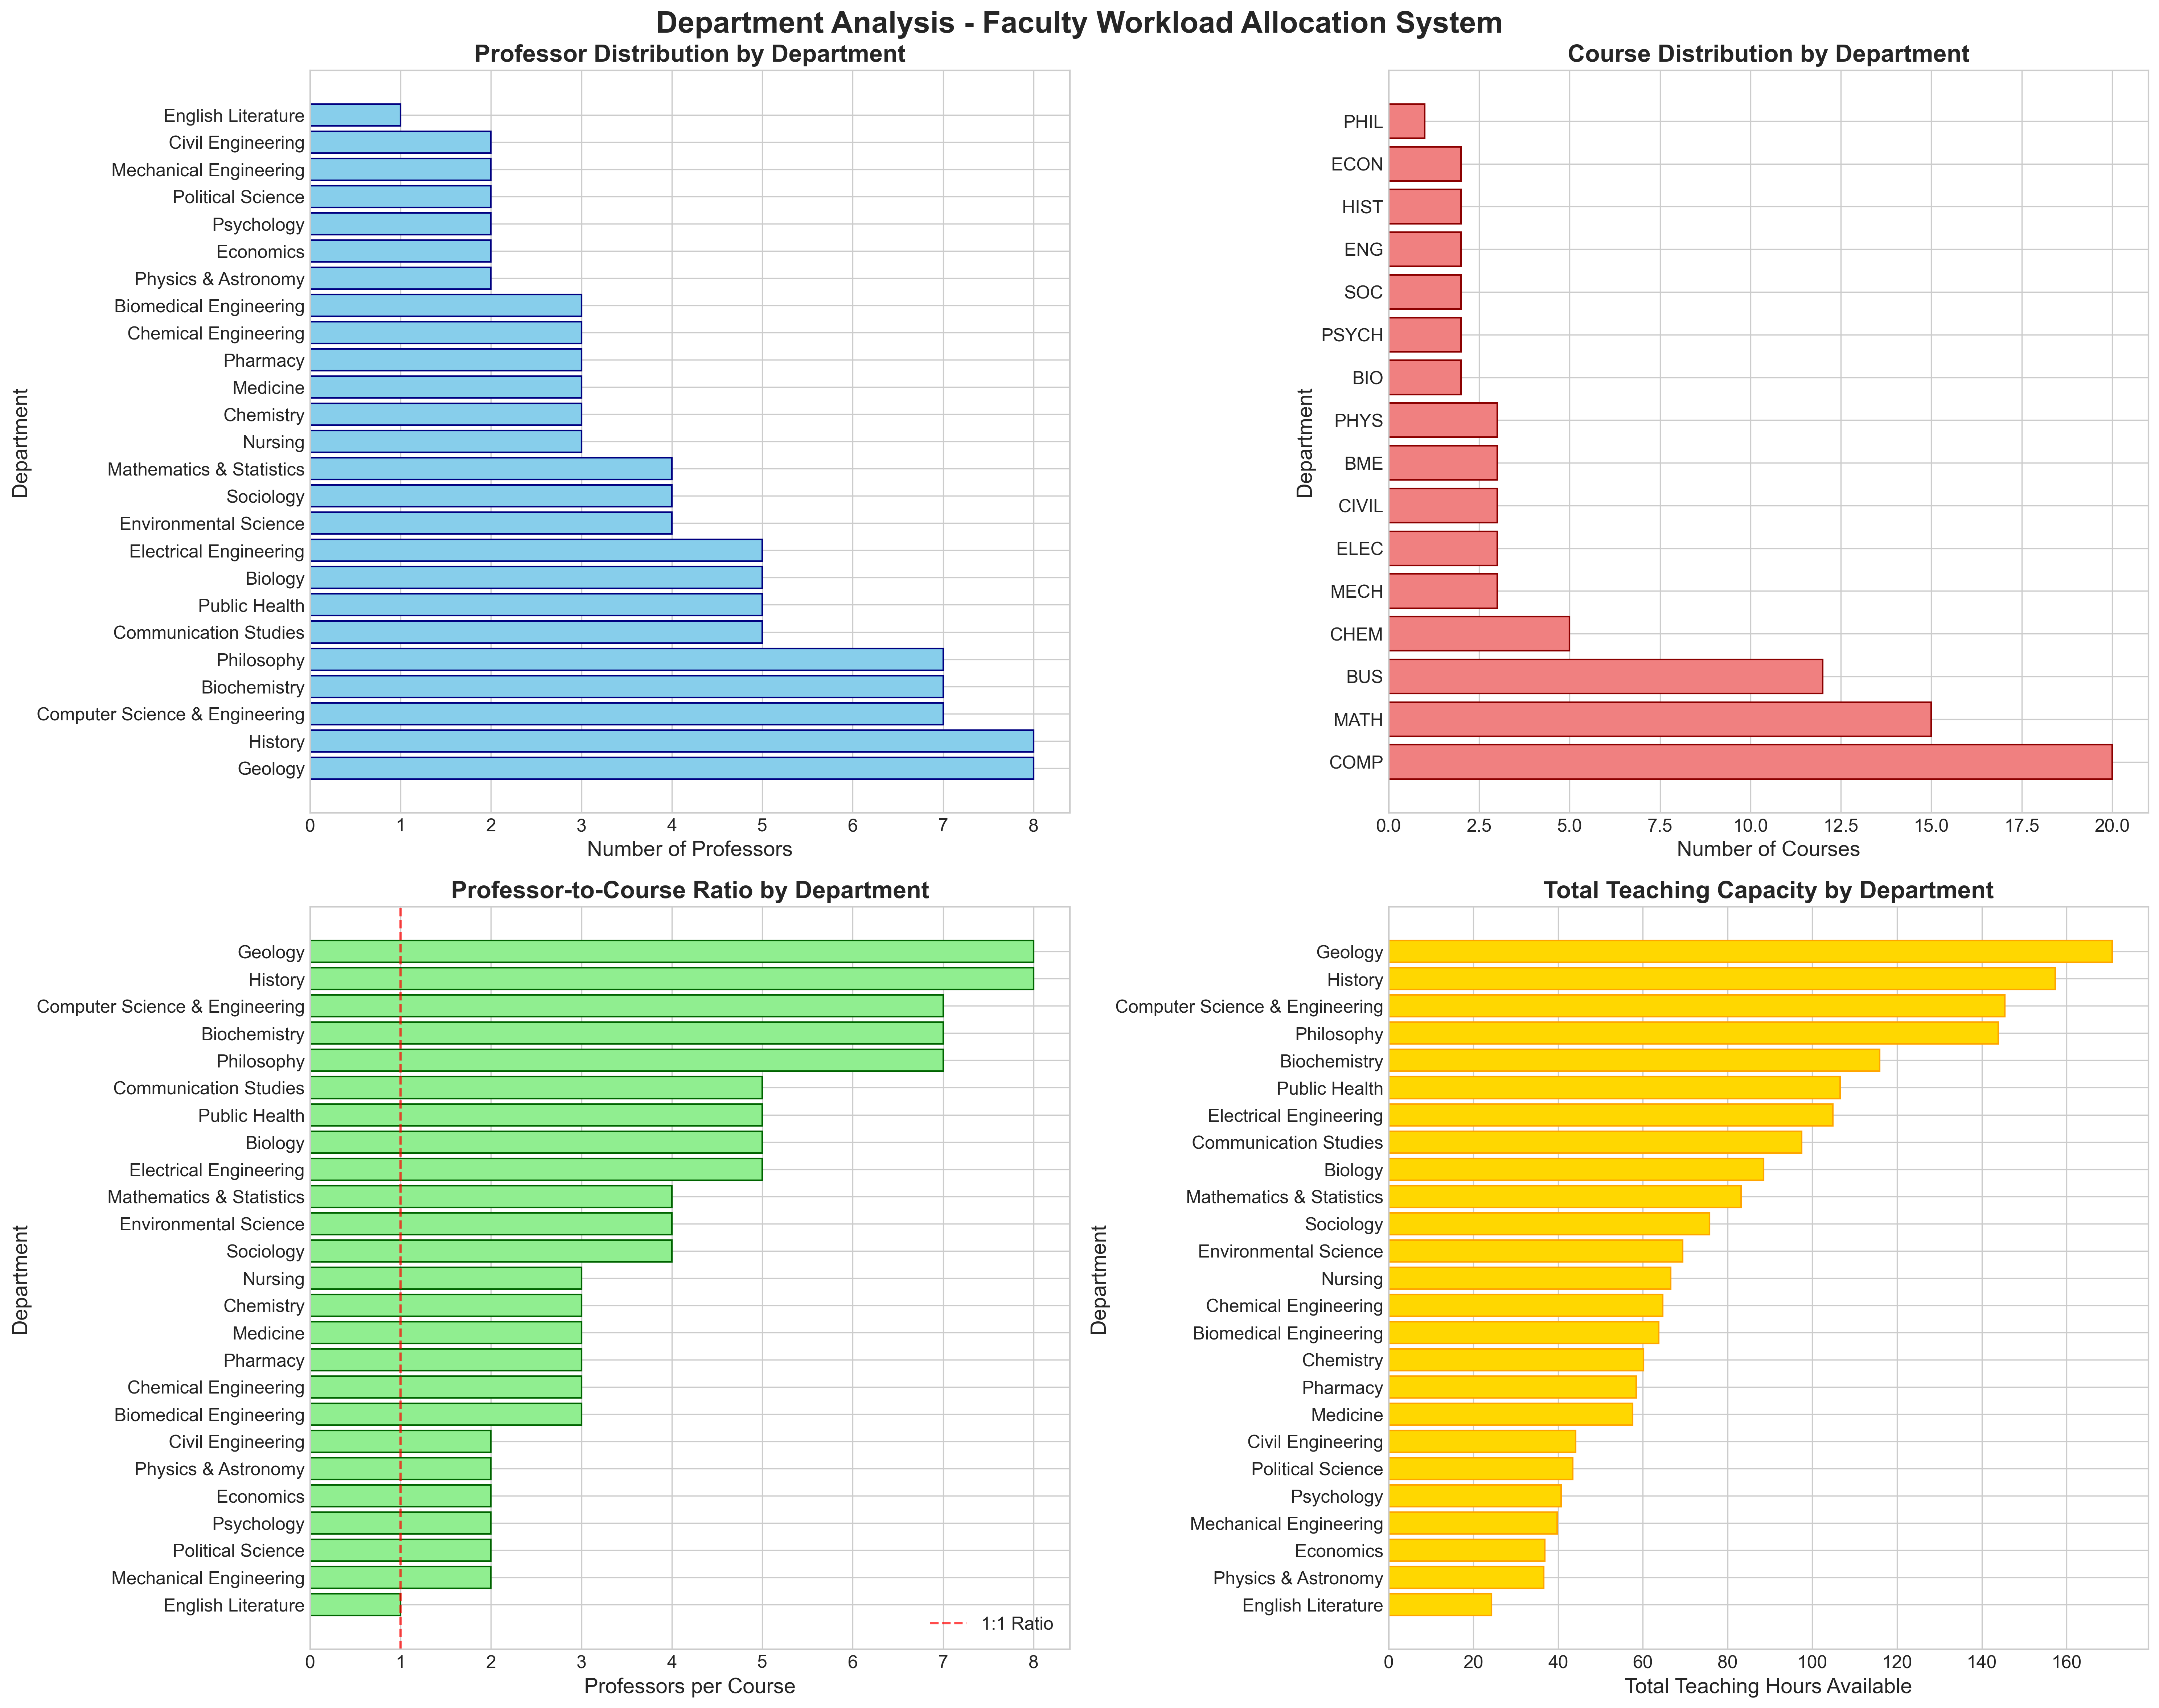 Department Analysis - Faculty Workload Allocation System
Professor Distribution by Department
Department
English Literature
Civil Engineering
Mechanical Engineering
Political Science
Psychology
Economics
Physics & Astronomy
Biomedical Engineering
Chemical Engineering
Pharmacy
Medicine
Chemistry
Nursing
Mathematics & Statistics
Sociology
Environmental Science
Electrical Engineering
Biology
Public Health
Communication Studies
Philosophy
Biochemistry
Computer Science & Engineering
History
Geology
0 1 2 3 4 5 6 7 8
Number of Professors
Course Distribution by Department
Department
PHIL
ECON
HIST
ENG
SOC
PSYCH
BIO
PHYS
BME
CIVIL
ELEC
MECH
CHEM
BUS
MATH
COMP
0.0 2.5 5.0 7.5 10.0 12.5 15.0 17.5 20.0
Number of Courses
Professor-to-Course Ratio by Department
Department
Geology
History
Computer Science & Engineering
Biochemistry
Philosophy
Communication Studies
Public Health
Biology
Electrical Engineering
Mathematics & Statistics
Environmental Science
Sociology
Nursing
Chemistry
Medicine
Pharmacy
Chemical Engineering
Biomedical Engineering
Civil Engineering
Physics & Astronomy
Economics
Psychology
Political Science
Mechanical Engineering
English Literature
1:1 Ratio
0 1 2 3 4 5 6 7 8
Professors per Course
Total Teaching Capacity by Department
Department
Geology
History
Computer Science & Engineering
Philosophy
Biochemistry
Public Health
Electrical Engineering
Communication Studies
Biology
Mathematics & Statistics
Sociology
Environmental Science
Nursing
Chemical Engineering
Biomedical Engineering
Chemistry
Pharmacy
Medicine
Civil Engineering
Political Science
Psychology
Mechanical Engineering
Economics
Physics & Astronomy
English Literature
0 20 40 60 80 100 120 140 160
Total Teaching Hours Available